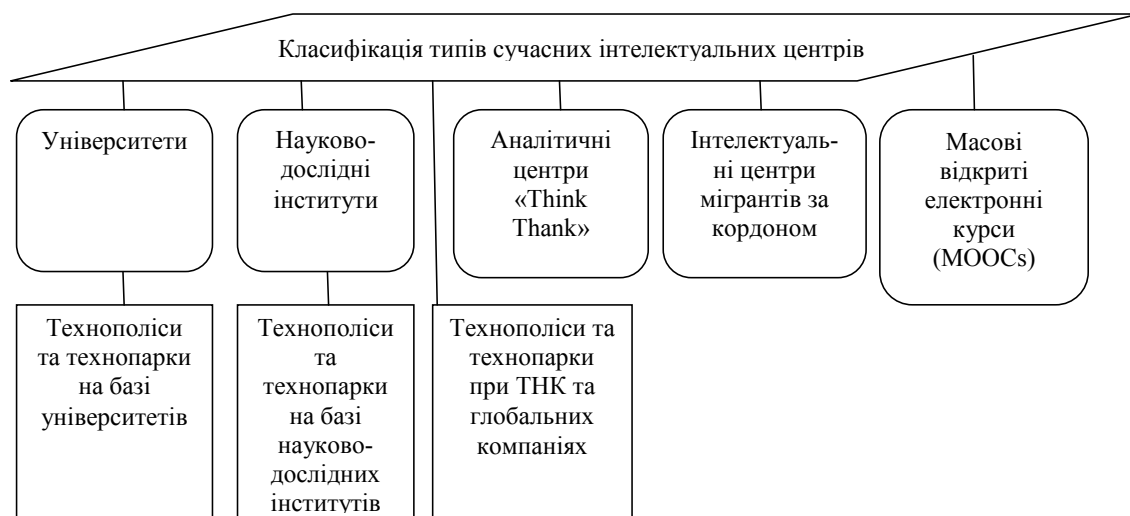 Класифікація типів сучасних інтелектуальних центрів
Університети
Науково-
дослідні
інститути
Аналітичні
центри
«Think
Thank»
Інтелектуаль-
ні центри
мігрантів за
кордоном
Масові
відкриті
електронні
курси
(MOOCs)
Технополіси
та технопарки
на базі
університетів
Технополіси
та
технопарки
на базі
науково-
дослідних
інститутів
Технополіси та
технопарки
при ТНК та
глобальних
компаніях